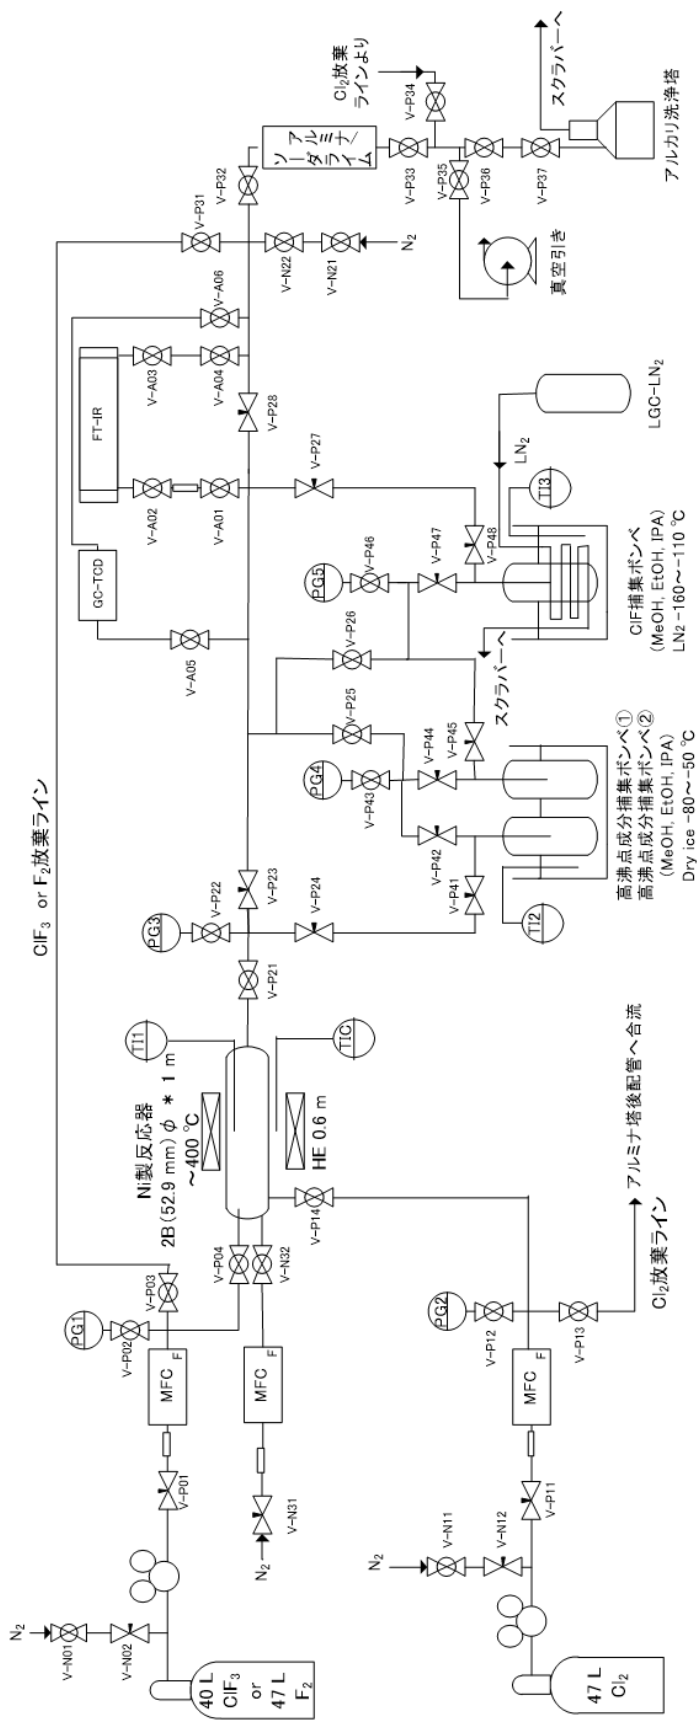 ClF₃ or F₂放棄ライン
N₂
V-N01
V-N02
40 L
ClF₃
or
47 L
F₂
V-P01
MFC
F
PG1
V-P02
V-P03
V-P04
N₂
V-N31
MFC
F
V-N32
N₂
V-N11
V-N12
47 L
Cl₂
V-P11
MFC
F
PG2
V-P12
V-P13
Cl₂放棄ライン
アルミナ塔後配管へ合流
V-P14
Ni製反応器
2B(52.9 mm)φ * 1 m
~400 ℃
HE 0.6 m
TI1
TIC
V-P21
PG3
V-P22
V-P23
V-P24
V-P41
V-P42
TI2
PG4
V-P43
V-P44
V-P45
V-P25
V-P26
高沸点成分捕集ボンベ①
高沸点成分捕集ボンベ②
(MeOH, EtOH, IPA)
Dry ice -80~-50 ℃
PG5
V-P46
V-P47
V-P48
スクラバーへ
TI3
LN₂
LGC-LN₂
ClF捕集ボンベ
(MeOH, EtOH, IPA)
LN₂ -160~-110 ℃
V-P27
V-P28
V-A05
GC-TCD
FT-IR
V-A02
V-A01
V-A03
V-A04
V-A06
V-P31
V-N22
V-N21
N₂
V-P32
アルミナ/
ソーダライム
V-P33
Cl₂放棄
ラインより
V-P34
V-P35
V-P36
V-P37
真空引き
スクラバーへ
アルカリ洗浄塔